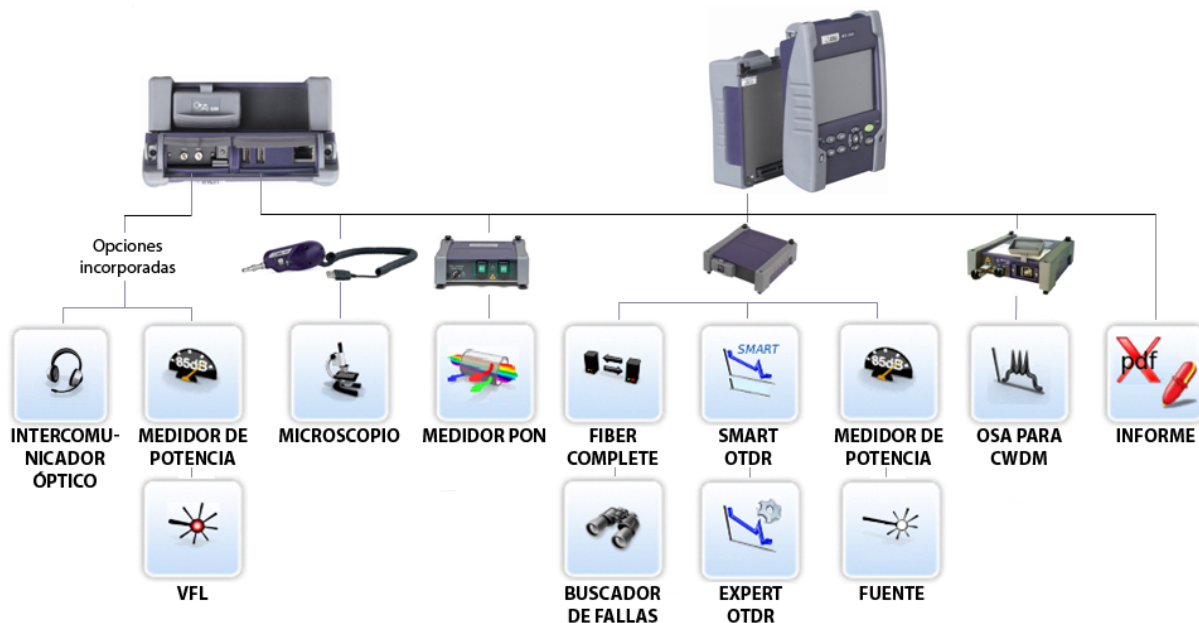 Opciones
incorporadas
85dB
SMART
85dB
pdf
INTERCOMU-
NICADOR
ÓPTICO
MEDIDOR DE
POTENCIA
MICROSCOPIO
MEDIDOR PON
FIBER
COMPLETE
SMART
OTDR
MEDIDOR DE
POTENCIA
OSA PARA
CWDM
INFORME
VFL
BUSCADOR
DE FALLAS
EXPERT
OTDR
FUENTE